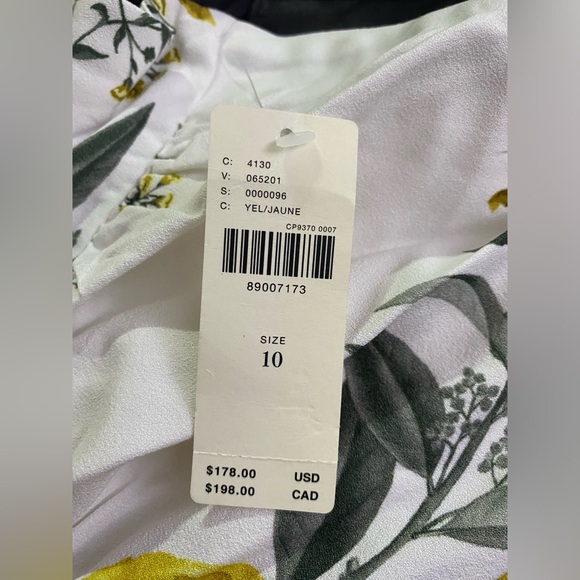 C: 4130
V: 065201
S: 0000096
C: YEL/JAUNE
CP9370 0007
89007173
SIZE
10
$178.00 USD
$198.00 CAD